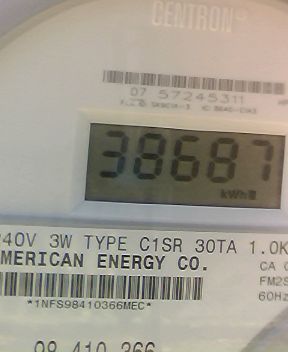 CENTRON
07 57245311
38687
kWh
240V 3W TYPE C1SR 30TA 1.0K
MERICAN ENERGY CO.
CA
FM2S
60Hz
*1NFS98410366MEC*
98 410 366